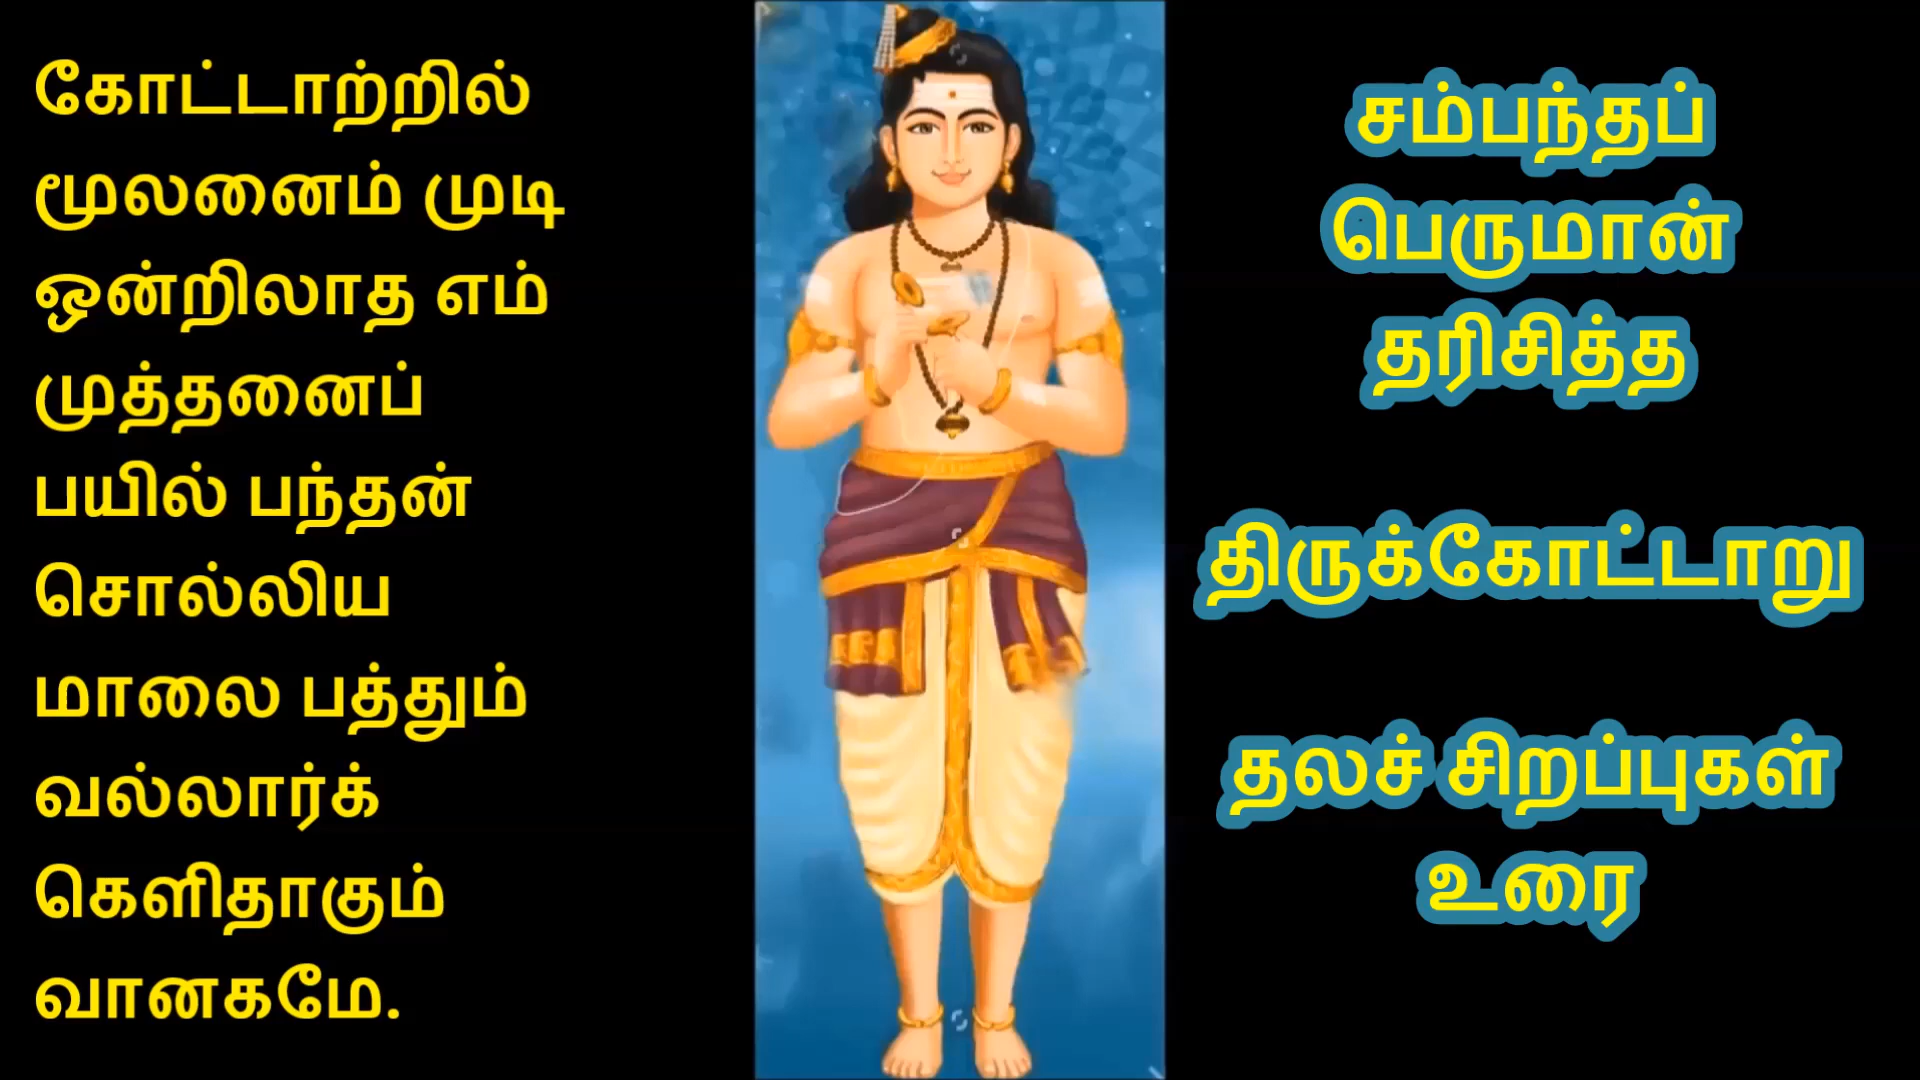 கோட்டாற்றில்
மூலனைம் முடி
ஒன்றிலாத எம்
முத்தனைப்
பயில் பந்தன்
சொல்லிய
மாலை பத்தும்
வல்லார்க்
கெளிதாகும்
வானகமே.
சம்பந்தப்
பெருமான்
தரிசித்த
திருக்கோட்டாறு
தலச் சிறப்புகள்
உரை